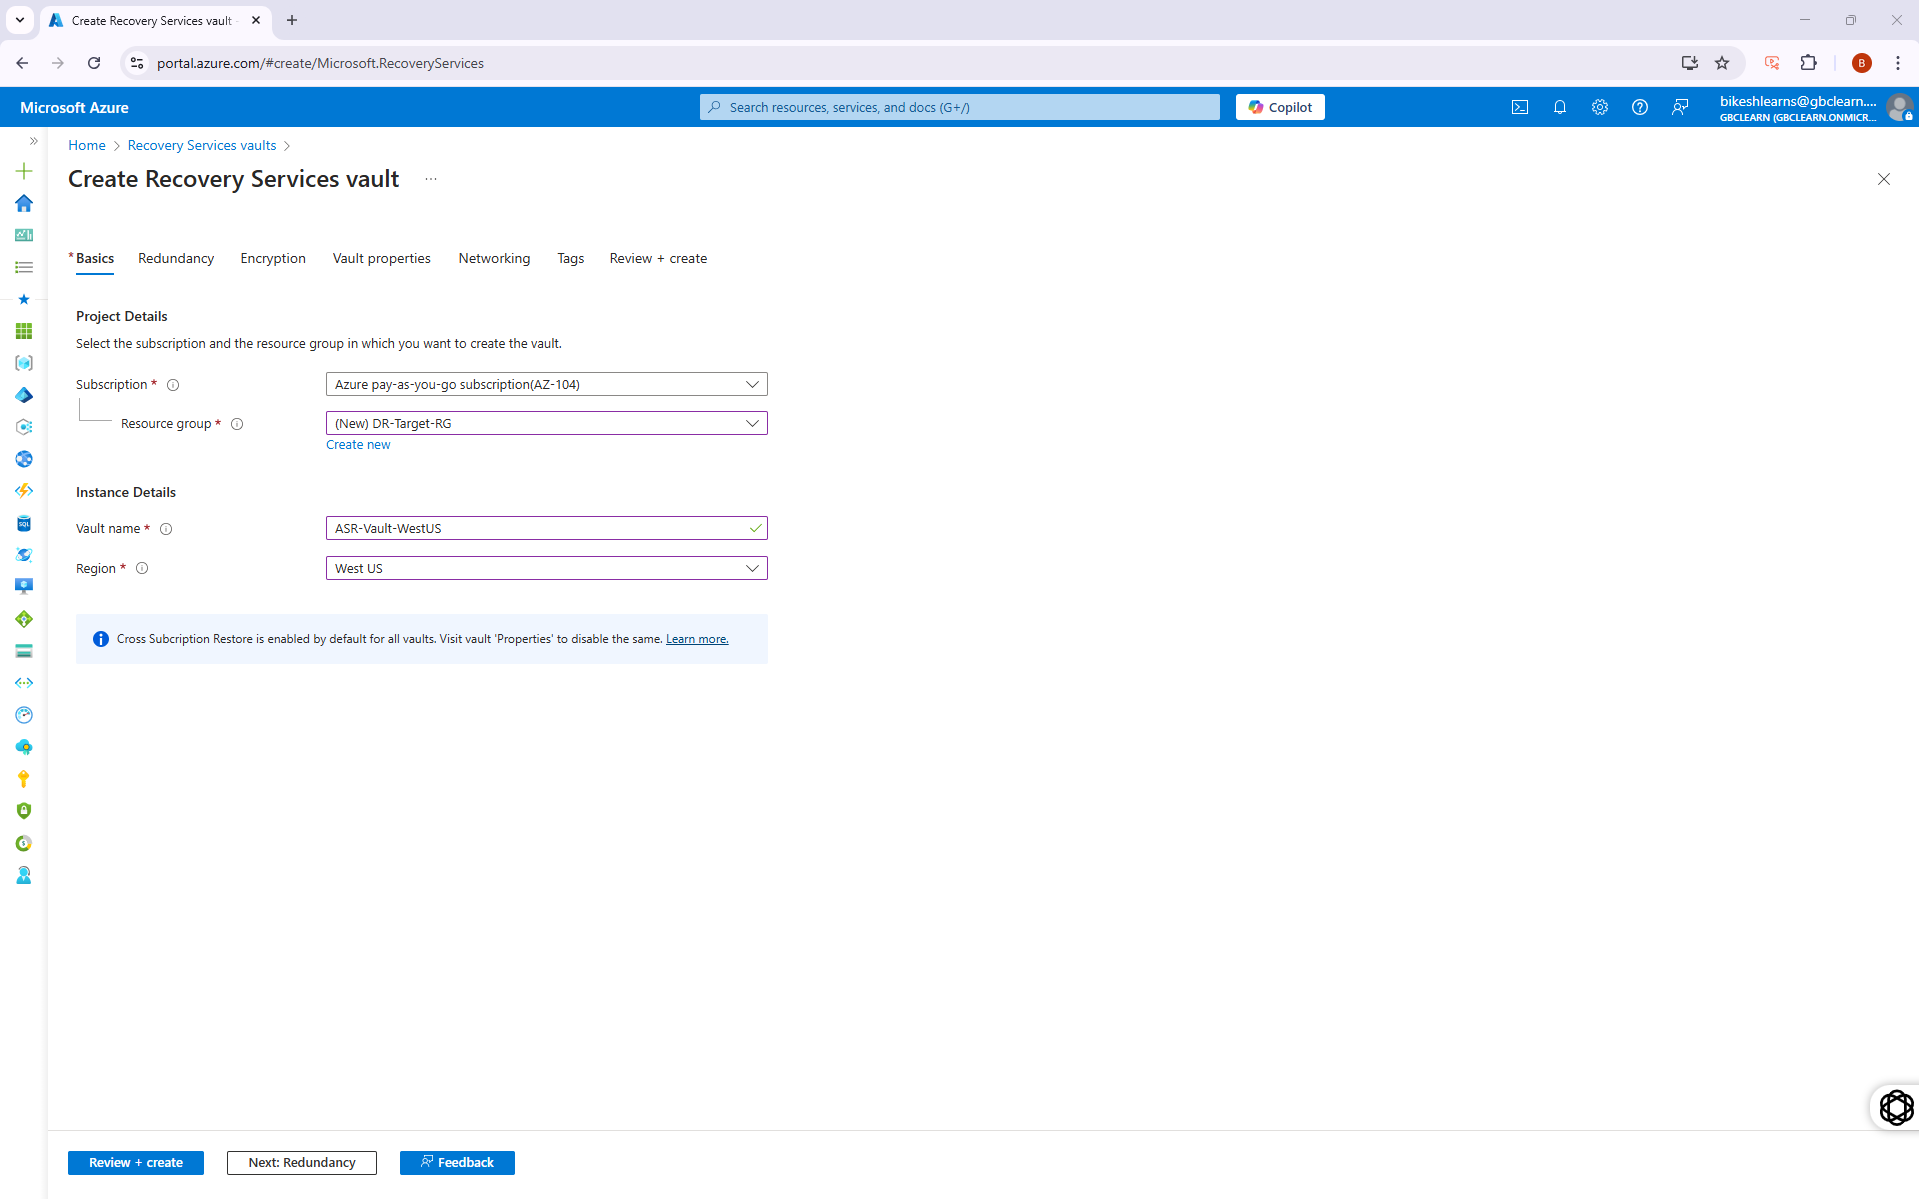 Create Recovery Services vault
portal.azure.com/#create/Microsoft.RecoveryServices
B
Microsoft Azure
Search resources, services, and docs (G+/)
Copilot
bikeshlearns@gbclearn....
GBCLEARN (GBCLEARN.ONMICR...
Home
Recovery Services vaults
Create Recovery Services vault
...
* Basics
Redundancy
Encryption
Vault properties
Networking
Tags
Review + create
Project Details
Select the subscription and the resource group in which you want to create the vault.
Subscription *
Azure pay-as-you-go subscription(AZ-104)
Resource group *
(New) DR-Target-RG
Create new
Instance Details
Vault name *
ASR-Vault-WestUS
Region *
West US
Cross Subcription Restore is enabled by default for all vaults. Visit vault 'Properties' to disable the same. Learn more.
Review + create
Next: Redundancy
Feedback